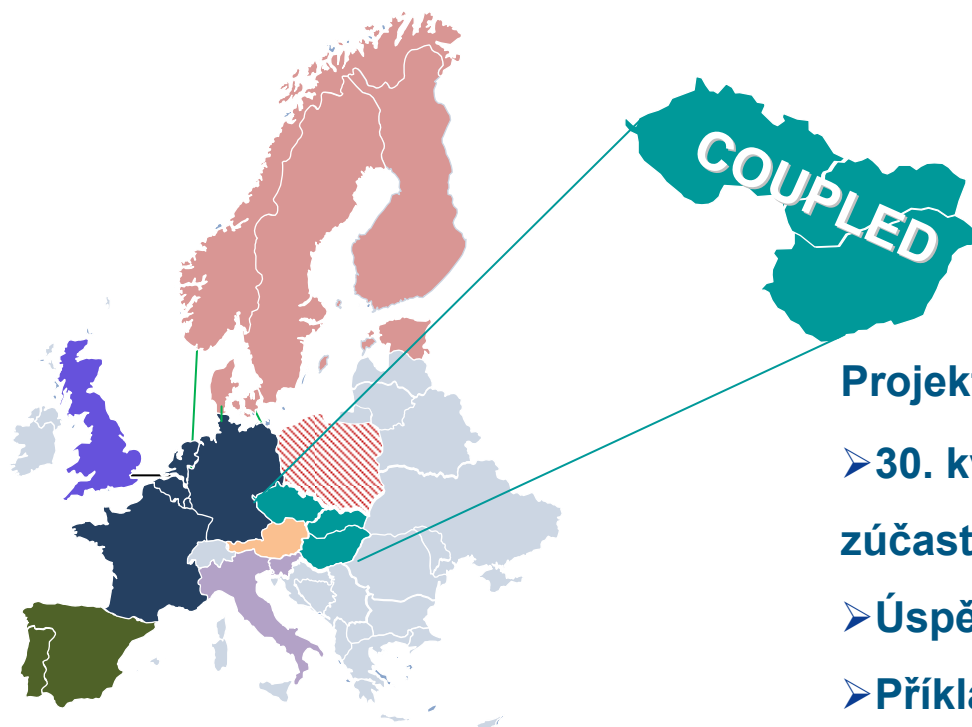 COUPLED
Projek
➢30. k
zúčast
➢Úspě
➢Příkla